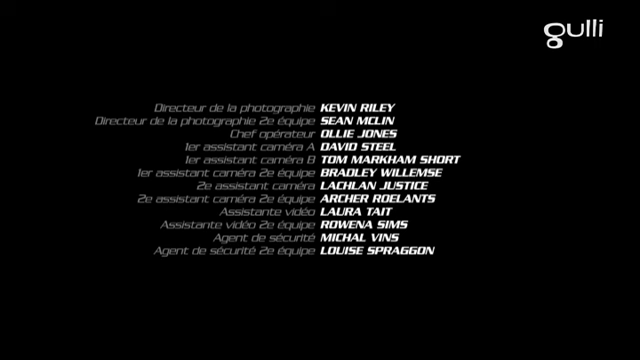 gulli
Directeur de la photographie KEVIN RILEY
Directeur de la photographie 2e équipe SEAN MCLIN
Chef opérateur OLLIE JONES
1er assistant caméra A DAVID STEEL
1er assistant caméra B TOM MARKHAM SHORT
1er assistant caméra 2e équipe BRADLEY WILLEMSE
2e assistant caméra LACHLAN JUSTICE
2e assistant caméra 2e équipe ARCHER ROELANTS
Assistante vidéo LAURA TAIT
Assistante vidéo 2e équipe ROWENA SIMS
Agent de sécurité MICHAL VINS
Agent de sécurité 2e équipe LOUISE SPRAGGON